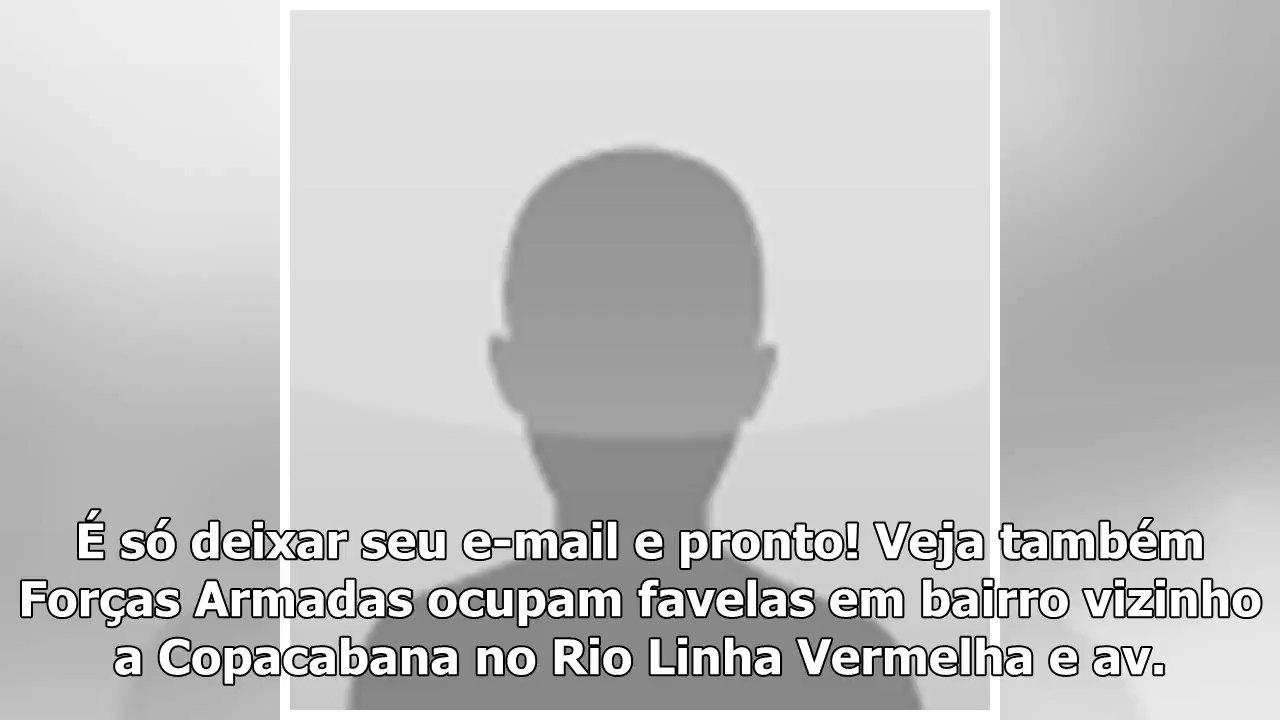 É só deixar seu e-mail e pronto! Veja também
Forças Armadas ocupam favelas em bairro vizinho
a Copacabana no Rio Linha Vermelha e av.